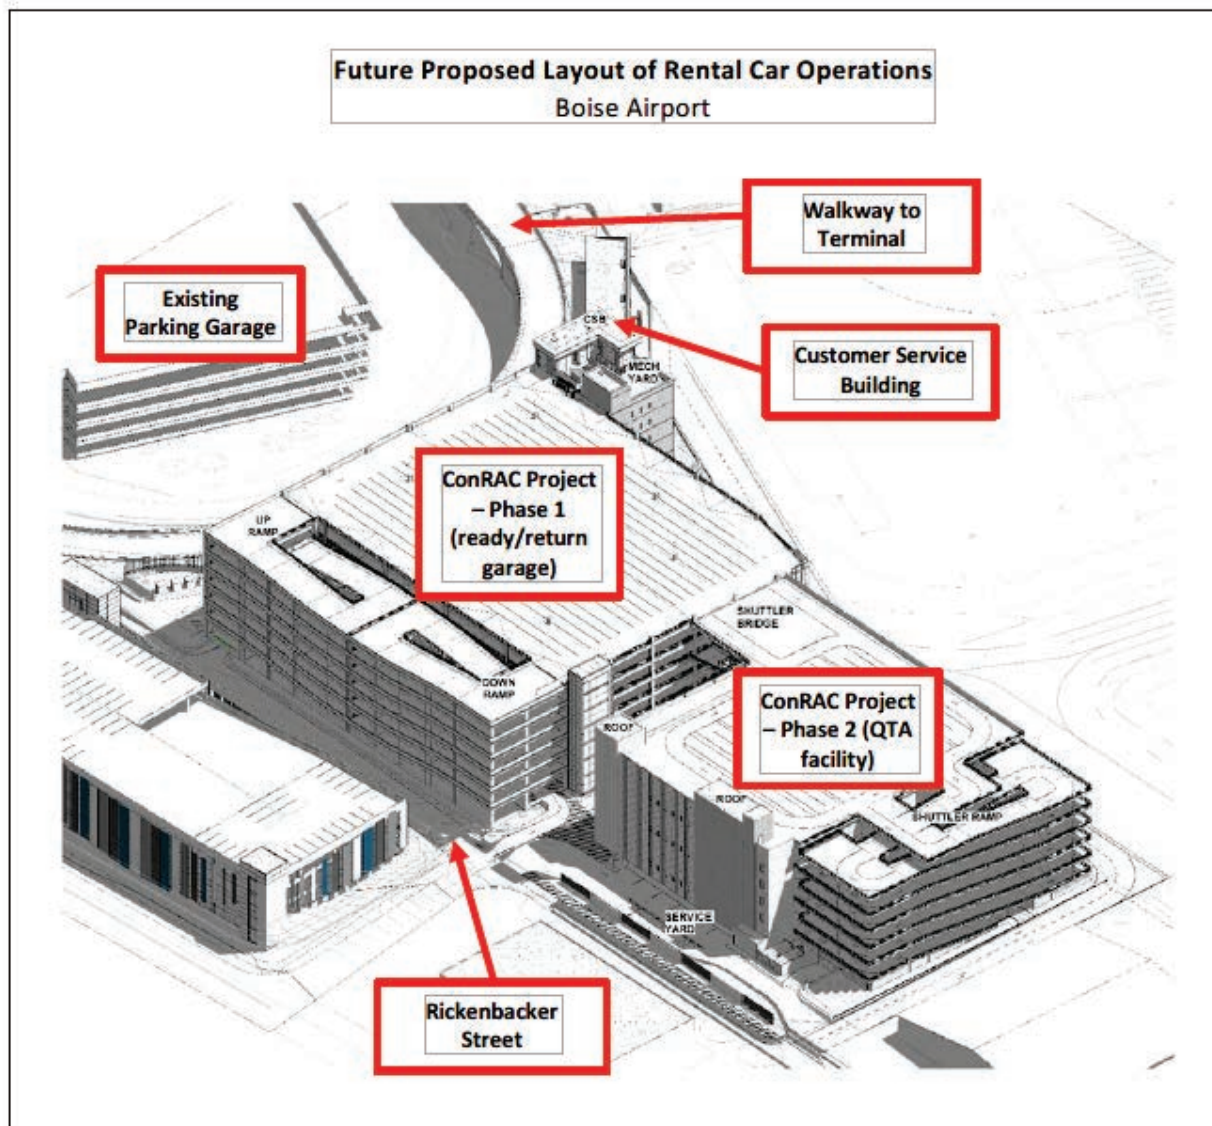 Future Proposed Layout of Rental Car Operations
Boise Airport
Walkway to
Terminal
Existing
Parking Garage
CSB
Customer Service
Building
MECH
YARD
ConRAC Project
– Phase 1
(ready/return
garage)
UP
RAMP
SHUTTLER
BRIDGE
DOWN
RAMP
ConRAC Project
– Phase 2 (QTA
facility)
ROOF
ROOF
SHUTTLER RAMP
SERVICE
YARD
Rickenbacker
Street